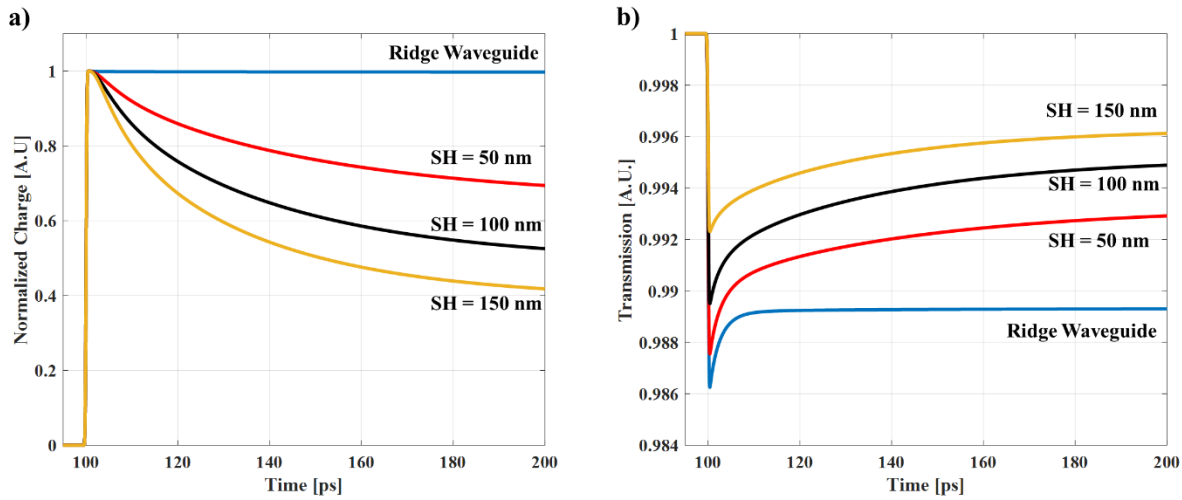 a)
Ridge Waveguide
SH = 50 nm
SH = 100 nm
SH = 150 nm
Normalized Charge [A.U]
1
0.8
0.6
0.4
0.2
0
100 120 140 160 180 200
Time [ps]
b)
SH = 150 nm
SH = 100 nm
SH = 50 nm
Ridge Waveguide
Transmission [A.U.]
1
0.998
0.996
0.994
0.992
0.99
0.988
0.986
0.984
100 120 140 160 180 200
Time [ps]